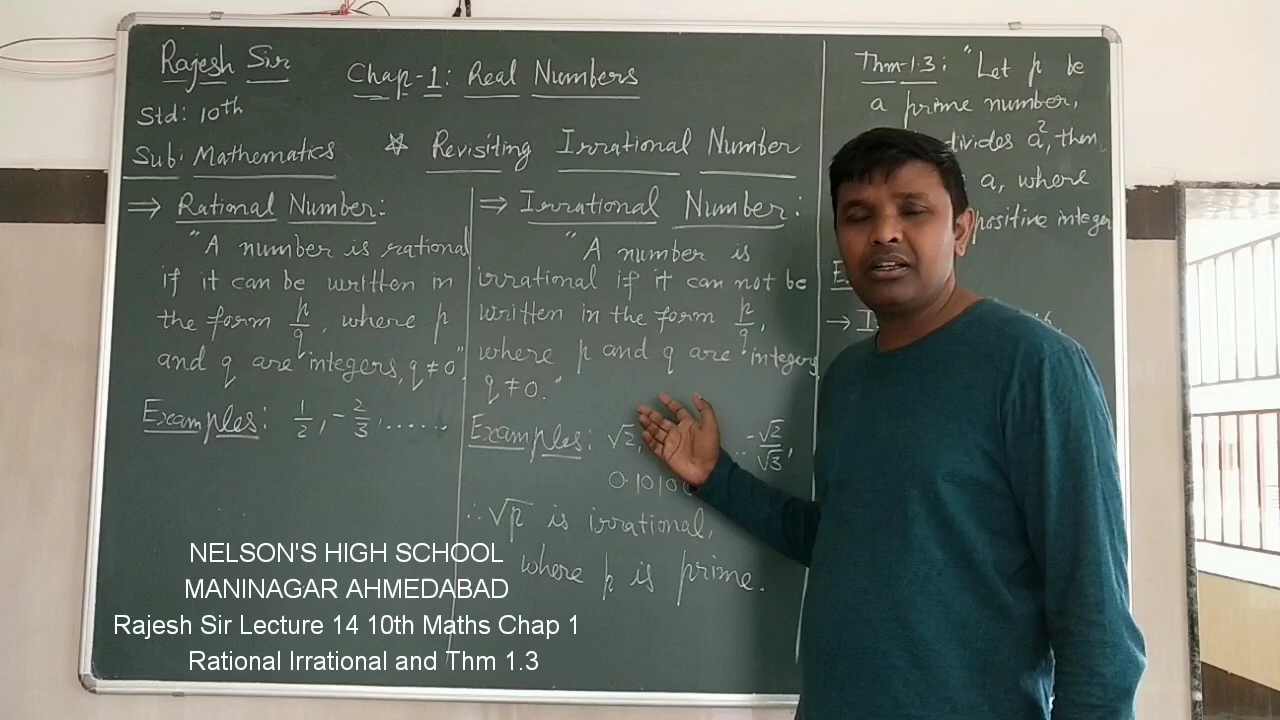 Rajesh Sir
Std: 10th
Sub: Mathematics
Chap-1: Real Numbers
☆ Revisiting Irrational Number
⇒ Rational Number:
"A number is rational
if it can be written in
the form p/q, where p
and q are integers, q ≠ 0"
Examples: 1/2, -2/3, ......
⇒ Irrational Number:
"A number is
irrational if it can not be
written in the form p/q,
where p and q are integers
q ≠ 0."
Examples: √2, .. -√2/√3,
0.1010
∴ √p is irrational,
where p is prime.
Thm-1.3: "Let p be
a prime number,
divides a², then
a, where
positive integer
NELSON'S HIGH SCHOOL
MANINAGAR AHMEDABAD
Rajesh Sir Lecture 14 10th Maths Chap 1
Rational Irrational and Thm 1.3